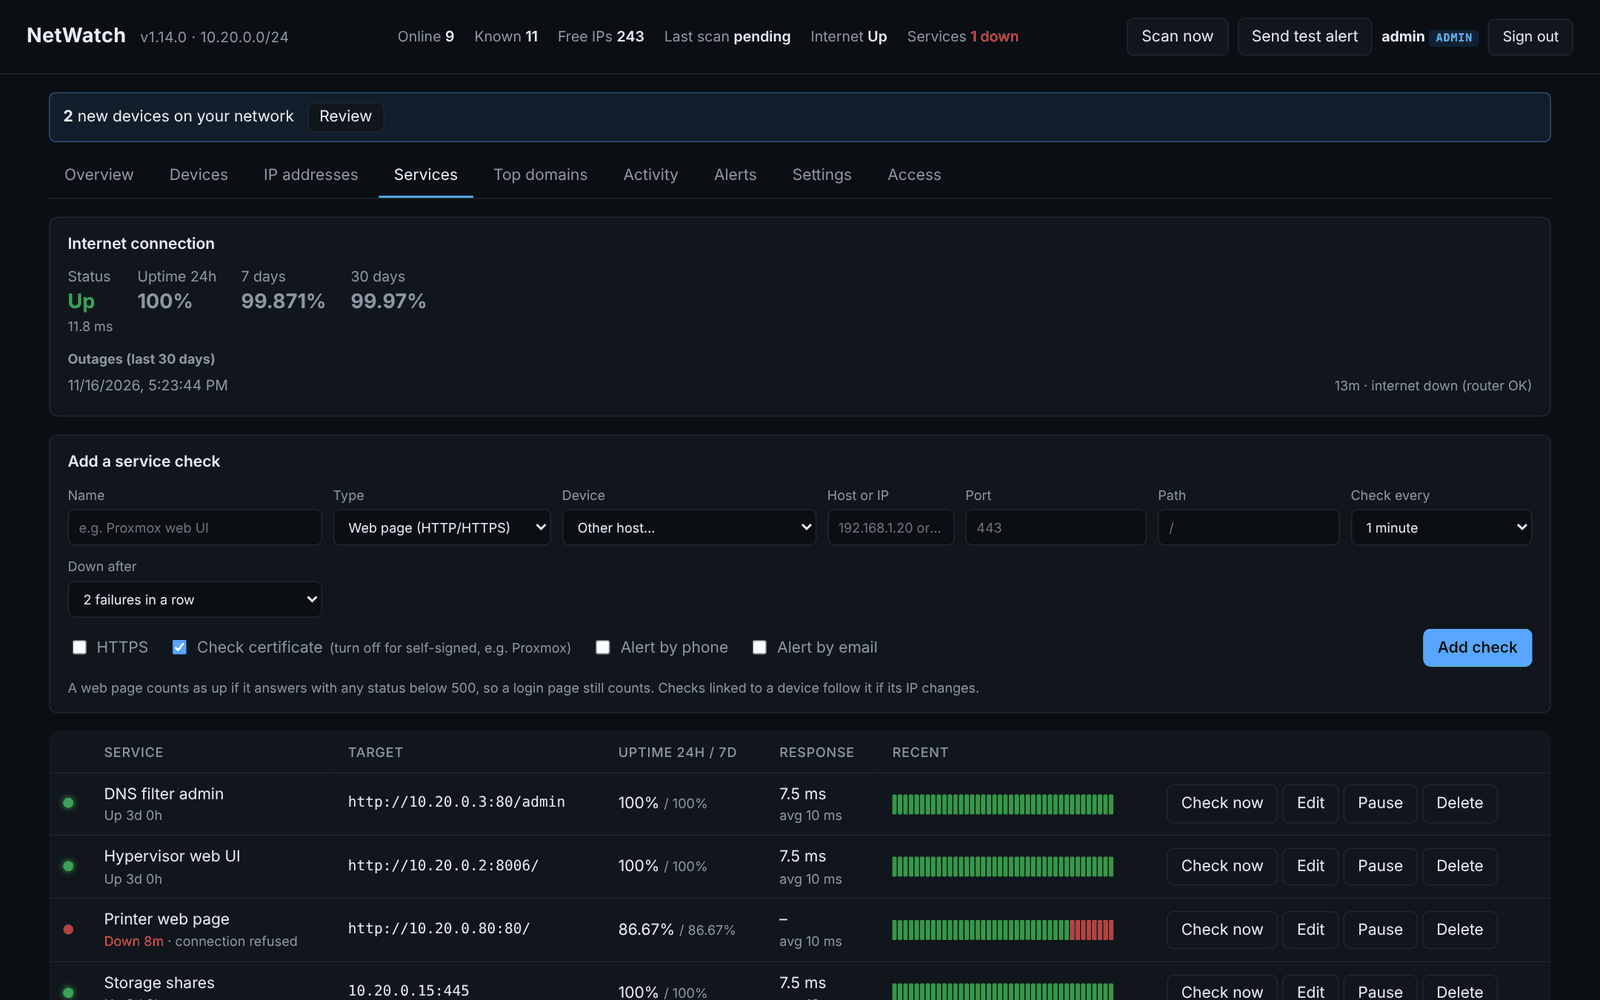 NetWatch v1.14.0 · 10.20.0.0/24 Online 9 Known 11 Free IPs 243 Last scan pending Internet Up Services 1 down Scan now Send test alert admin ADMIN Sign out
2 new devices on your network Review
Overview Devices IP addresses Services Top domains Activity Alerts Settings Access
Internet connection
Status Uptime 24h 7 days 30 days
Up 100% 99.871% 99.97%
11.8 ms
Outages (last 30 days)
11/16/2026, 5:23:44 PM 13m · internet down (router OK)
Add a service check
Name Type Device Host or IP Port Path Check every
e.g. Proxmox web UI Web page (HTTP/HTTPS) Other host... 192.168.1.20 or... 443 / 1 minute
Down after
2 failures in a row
HTTPS Check certificate (turn off for self-signed, e.g. Proxmox) Alert by phone Alert by email Add check
A web page counts as up if it answers with any status below 500, so a login page still counts. Checks linked to a device follow it if its IP changes.
SERVICE TARGET UPTIME 24H / 7D RESPONSE RECENT
DNS filter admin http://10.20.0.3:80/admin 100% / 100% 7.5 ms Check now Edit Pause Delete
Up 3d 0h avg 10 ms
Hypervisor web UI http://10.20.0.2:8006/ 100% / 100% 7.5 ms Check now Edit Pause Delete
Up 3d 0h avg 10 ms
Printer web page http://10.20.0.80:80/ 86.67% / 86.67% – Check now Edit Pause Delete
Down 8m · connection refused avg 10 ms
Storage shares 10.20.0.15:445 100% / 100% 7.5 ms Check now Edit Pause Delete